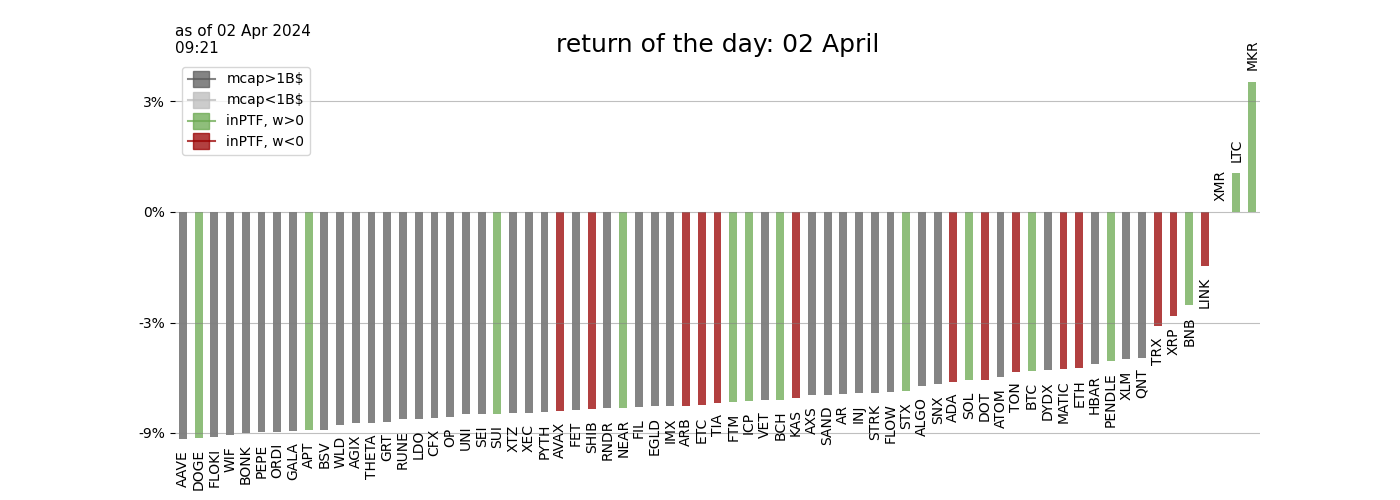 as of 02 Apr 2024
09:21
return of the day: 02 April
mcap>1B$
mcap<1B$
inPTF, w>0
inPTF, w<0
3%
0%
-3%
-9%
AAVE
DOGE
FLOKI
WIF
BONK
PEPE
ORDI
GALA
APT
BSV
WLD
AGIX
THETA
GRT
RUNE
LDO
CFX
OP
UNI
SEI
SUI
XTZ
XEC
PYTH
AVAX
FET
SHIB
RNDR
NEAR
FIL
EGLD
IMX
ARB
ETC
TIA
FTM
ICP
VET
BCH
KAS
AXS
SAND
AR
INJ
STRK
FLOW
STX
ALGO
SNX
ADA
SOL
DOT
ATOM
TON
BTC
DYDX
MATIC
ETH
HBAR
PENDLE
XLM
QNT
TRX
XRP
BNB
LINK
XMR
LTC
MKR